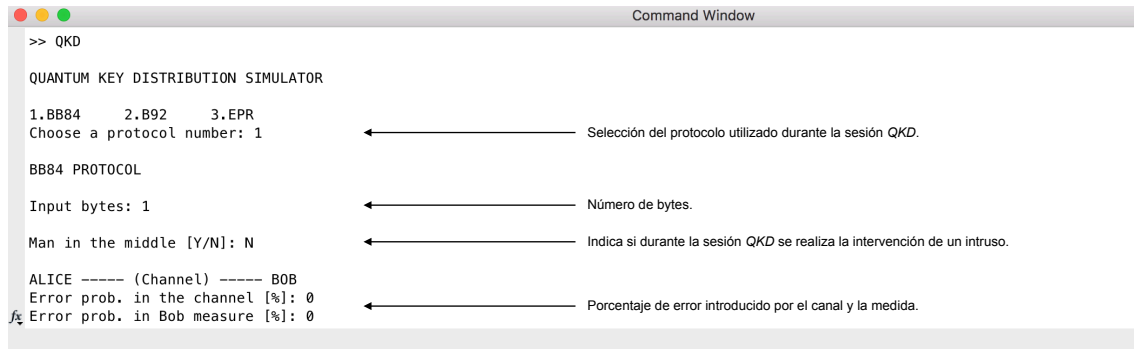 Command Window
>> QKD
QUANTUM KEY DISTRIBUTION SIMULATOR
1.BB84 2.B92 3.EPR
Choose a protocol number: 1
Selección del protocolo utilizado durante la sesión QKD.
BB84 PROTOCOL
Input bytes: 1
Número de bytes.
Man in the middle [Y/N]: N
Indica si durante la sesión QKD se realiza la intervención de un intruso.
ALICE ----- (Channel) ----- BOB
Error prob. in the channel [%]: 0
Porcentaje de error introducido por el canal y la medida.
fx Error prob. in Bob measure [%]: 0